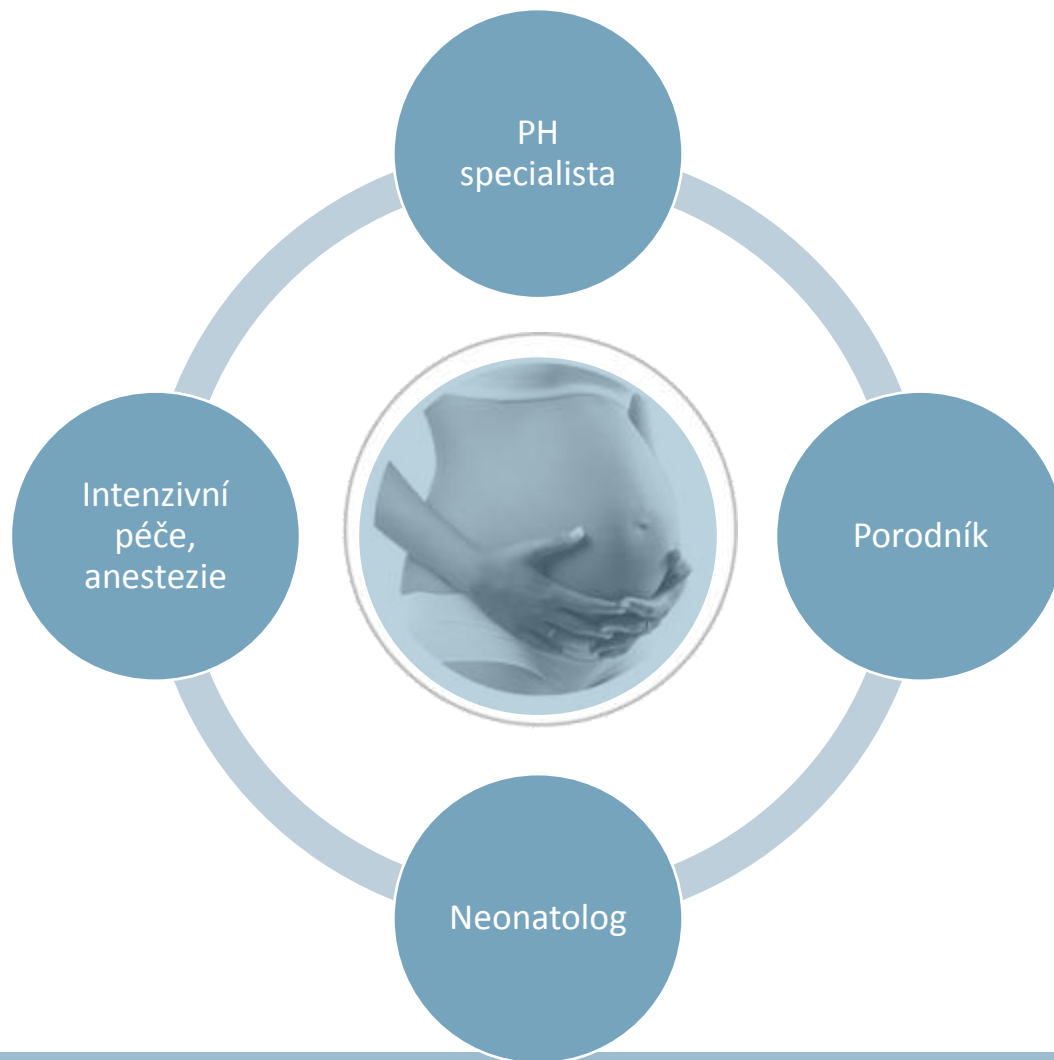 PH
specialista
Intenzivní
péče,
anestezie
Porodník
Neonatolog